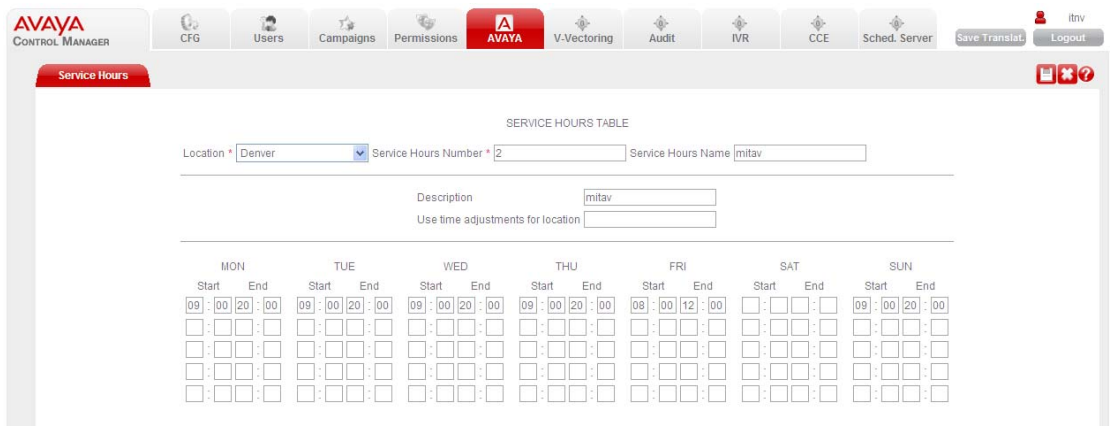 AVAYA
CONTROL MANAGER
CFG Users Campaigns Permissions AVAYA V-Vectoring Audit IVR CCE Sched. Server
itnv
Save Translat. Logout
Service Hours
SERVICE HOURS TABLE
Location * Denver Service Hours Number * 2 Service Hours Name mitav
Description mitav
Use time adjustments for location
MON TUE WED THU FRI SAT SUN
Start End Start End Start End Start End Start End Start End Start End
09 : 00 20 : 00 09 : 00 20 : 00 09 : 00 20 : 00 09 : 00 20 : 00 08 : 00 12 : 00 : : 09 : 00 20 : 00
: : : : : : : : : : : : : :
: : : : : : : : : : : : : :
: : : : : : : : : : : : : :
: : : : : : : : : : : : : :